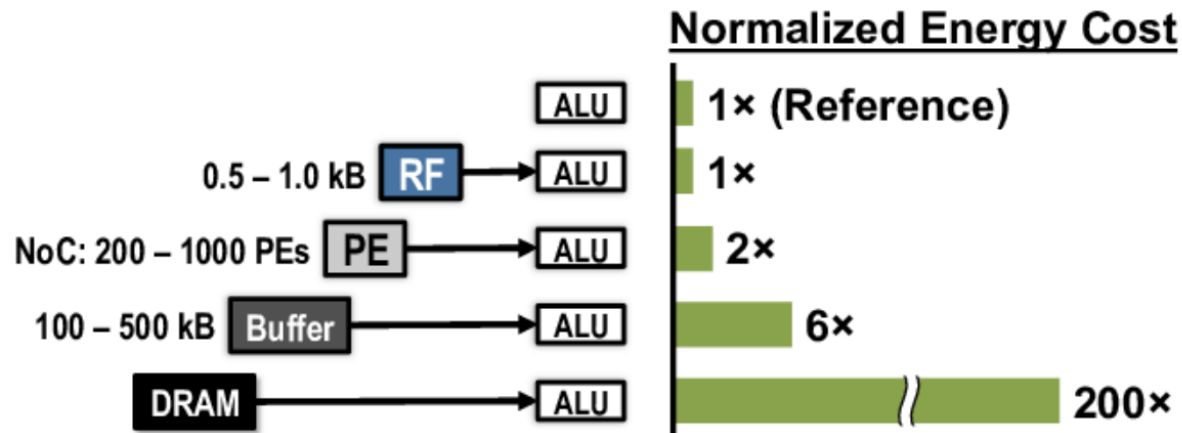 Normalized Energy Cost
ALU 1× (Reference)
0.5 – 1.0 kB RF ALU 1×
NoC: 200 – 1000 PEs PE ALU 2×
100 – 500 kB Buffer ALU 6×
DRAM ALU 200×